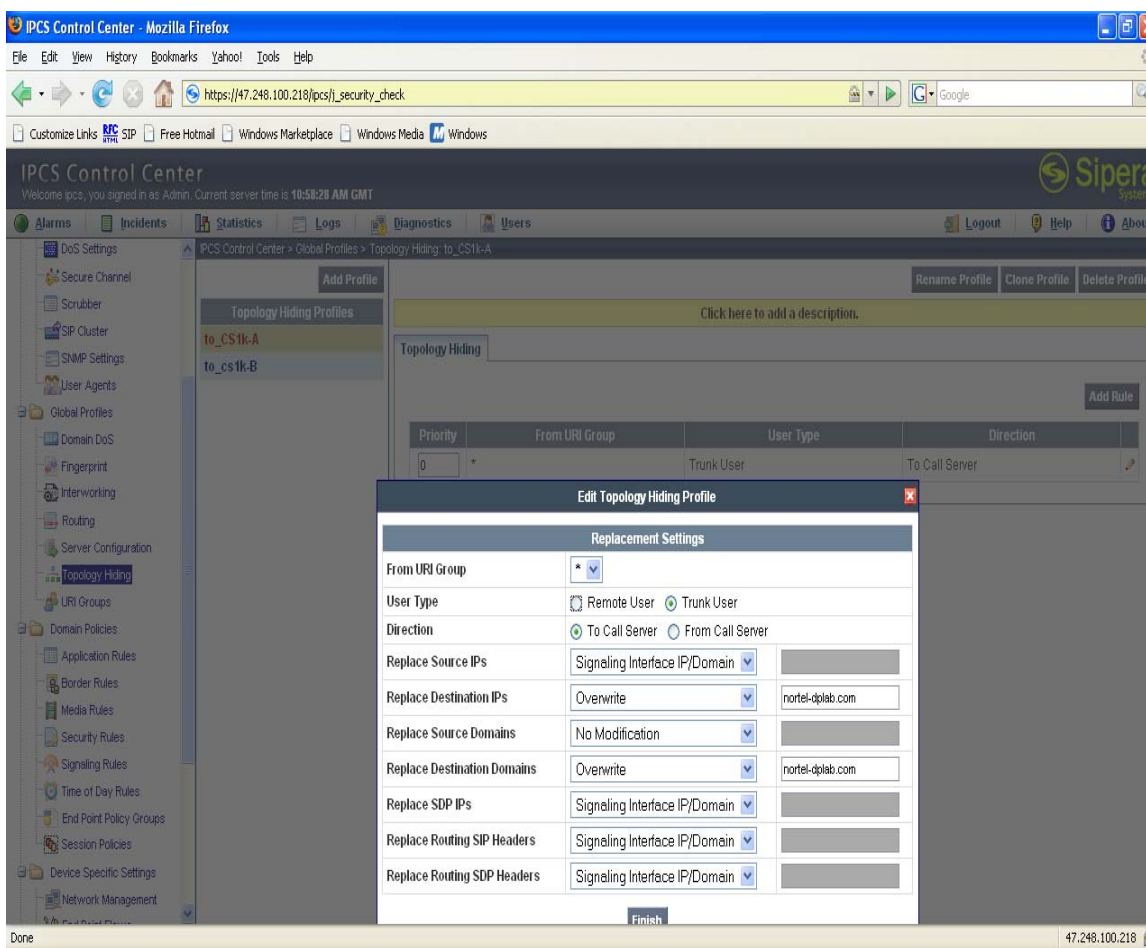 IPCS Control Center - Mozilla Firefox
File Edit View History Bookmarks Yahoo! Tools Help
https://47.248.100.218/ipcs/j_security_check
Google
Customize Links RFC HTML SIP Free Hotmail Windows Marketplace Windows Media Windows
IPCS Control Center
Sipera
Welcome ipcs, you signed in as Admin. Current server time is 10:58:28 AM GMT
Alarms Incidents Statistics Logs Diagnostics Users Logout Help
IPCS Control Center > Global Profiles > Topology Hiding: to_CS1k-A
DoS Settings
Secure Channel
Scrubber
SIP Cluster
SNMP Settings
User Agents
Global Profiles
Domain DoS
Fingerprint
Interworking
Routing
Server Configuration
Topology Hiding
URI Groups
Domain Policies
Application Rules
Border Rules
Media Rules
Security Rules
Signaling Rules
Time of Day Rules
End Point Policy Groups
Session Policies
Device Specific Settings
Network Management
Add Profile
Topology Hiding Profiles
to_CS1k-A
to_cs1k-B
Rename Profile Clone Profile Delete Profile
Click here to add a description.
Topology Hiding
Add Rule
Priority From URI Group User Type Direction
0 * Trunk User To Call Server
Edit Topology Hiding Profile
Replacement Settings
From URI Group *
User Type Remote User Trunk User
Direction To Call Server From Call Server
Replace Source IPs Signaling Interface IP/Domain
Replace Destination IPs Overwrite nortel-dplab.com
Replace Source Domains No Modification
Replace Destination Domains Overwrite nortel-dplab.com
Replace SDP IPs Signaling Interface IP/Domain
Replace Routing SIP Headers Signaling Interface IP/Domain
Replace Routing SDP Headers Signaling Interface IP/Domain
Finish
Done 47.248.100.218